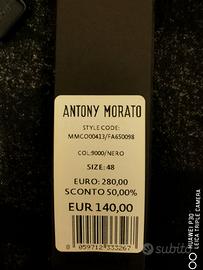 ANTONY MORATO
STYLE CODE:
MMCO00413/FA650098
COL:9000/NERO
SIZE: 48
EURO: 280,00
SCONTO 50,00%
EUR 140,00
8 059712 333267
subito
HUAWEI P30
LEICA TRIPLE CAMERA